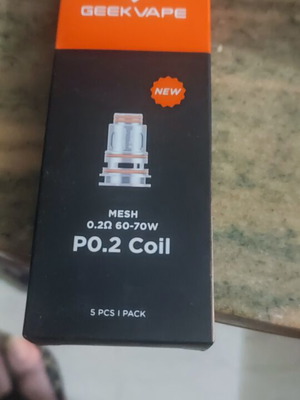 GEEKVAPE
NEW
MESH
0.2Ω 60-70W
P0.2 Coil
5 PCS | PACK